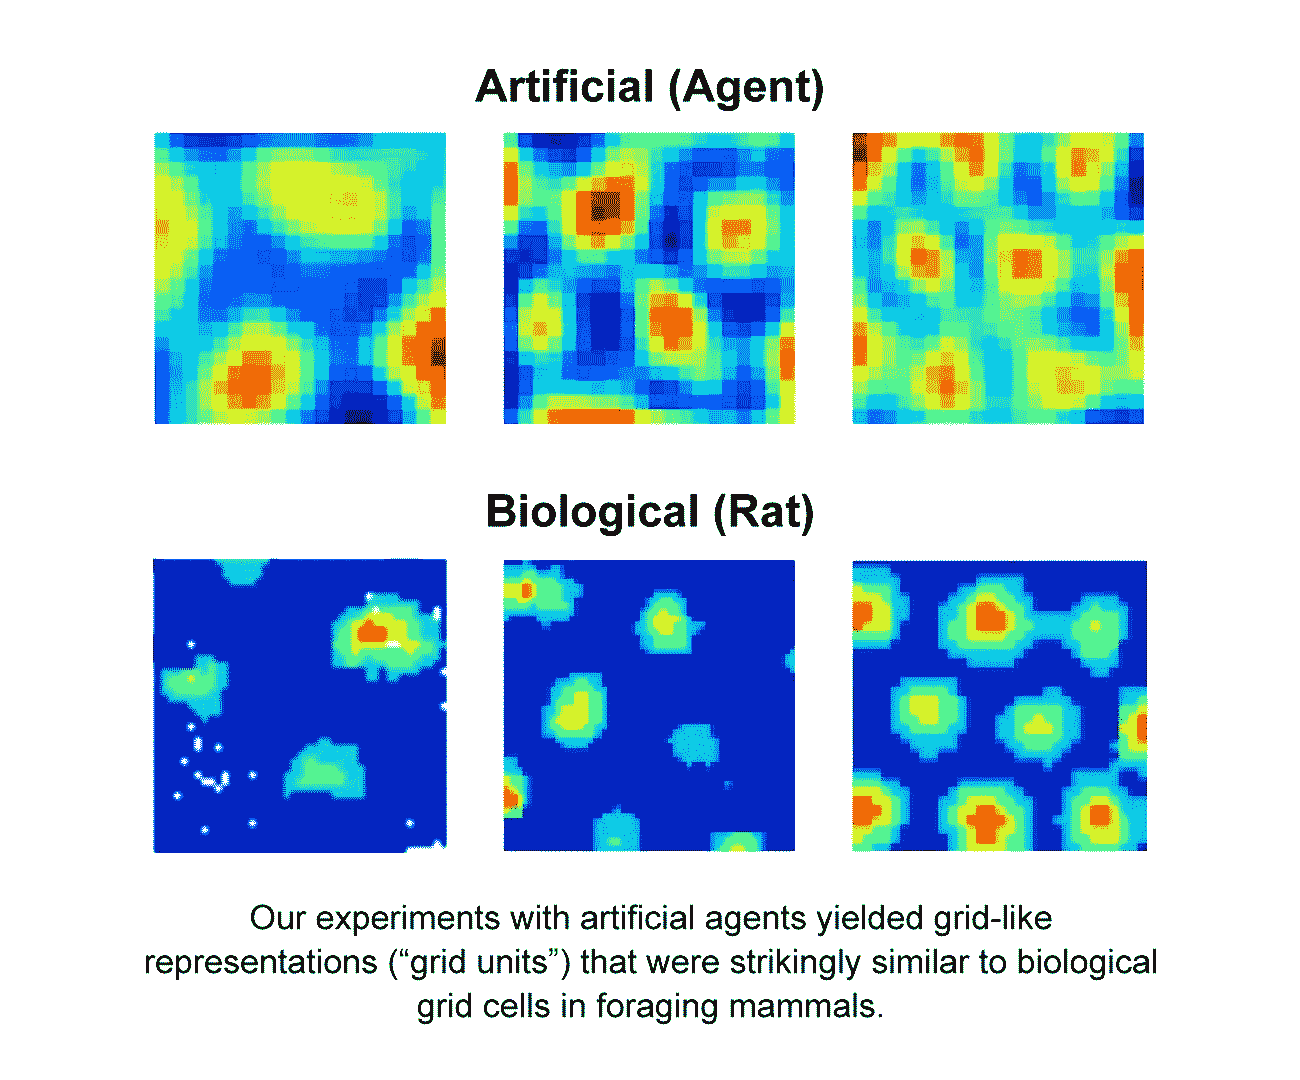 Artificial (Agent)
Biological (Rat)
Our experiments with artificial agents yielded grid-like
representations (“grid units”) that were strikingly similar to biological
grid cells in foraging mammals.